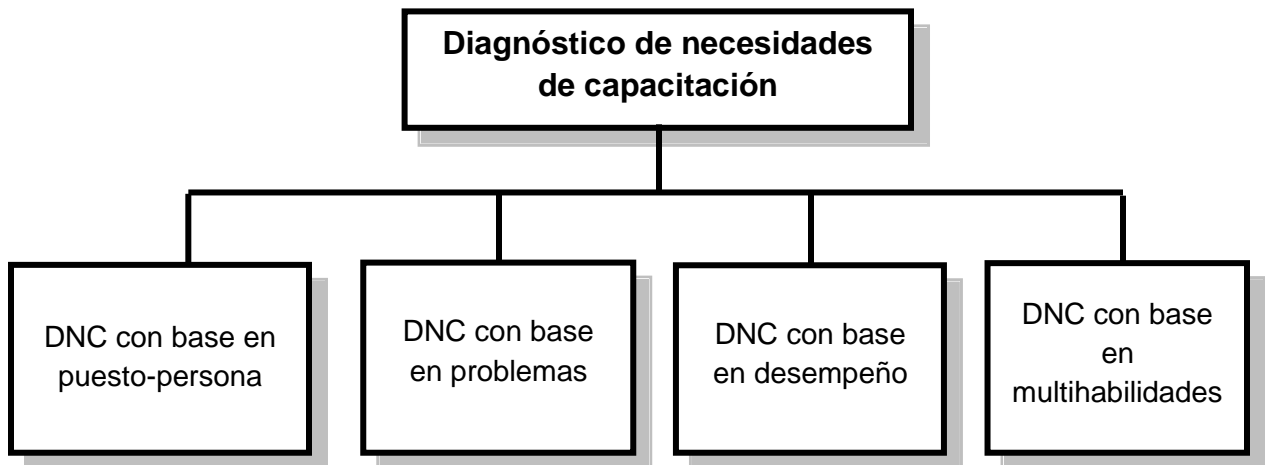 Diagnóstico de necesidades
de capacitación
DNC con base en
puesto-persona
DNC con base
en problemas
DNC con base
en desempeño
DNC con base
en
multihabilidades